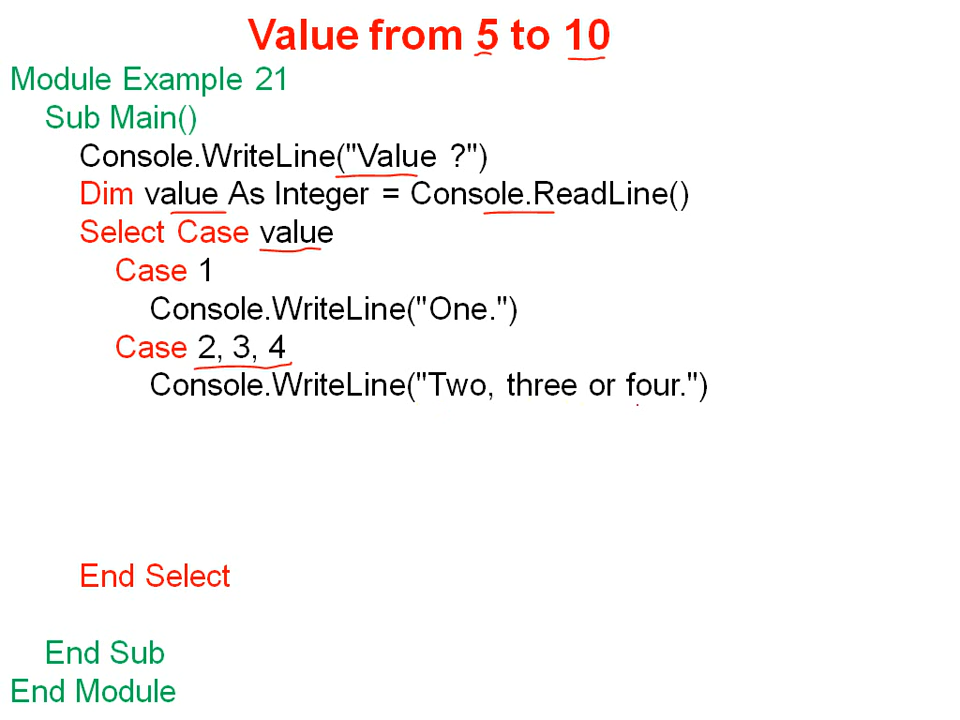 Value from 5 to 10
Module Example 21
Sub Main()
Console.WriteLine("Value ?")
Dim value As Integer = Console.ReadLine()
Select Case value
Case 1
Console.WriteLine("One.")
Case 2, 3, 4
Console.WriteLine("Two, three or four.")
End Select
End Sub
End Module